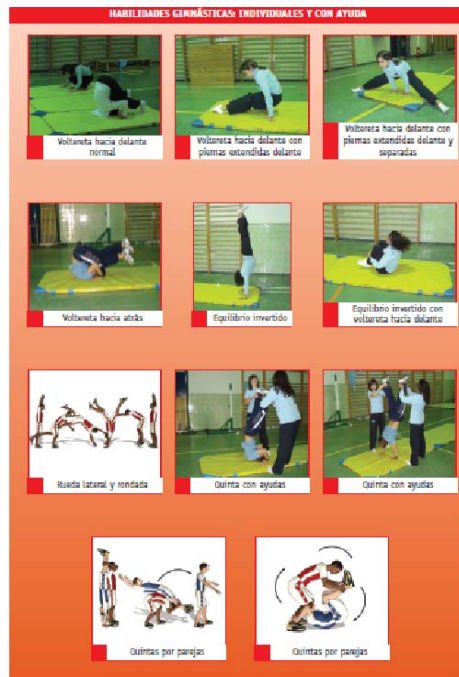 HABILIDADES GIMNÁSTICAS: INDIVIDUALES Y CON AYUDA
Voltereta hacia delante
normal
Voltereta hacia delante con
piernas extendidas delante
Voltereta hacia delante con
piernas extendidas delante y
separadas
Voltereta hacia atrás
Equilibrio invertido
Equilibrio invertido con
voltereta hacia delante
Rueda lateral y rondada
Quinta con ayudas
Quinta con ayudas
Quintas por parejas
Quintas por parejas